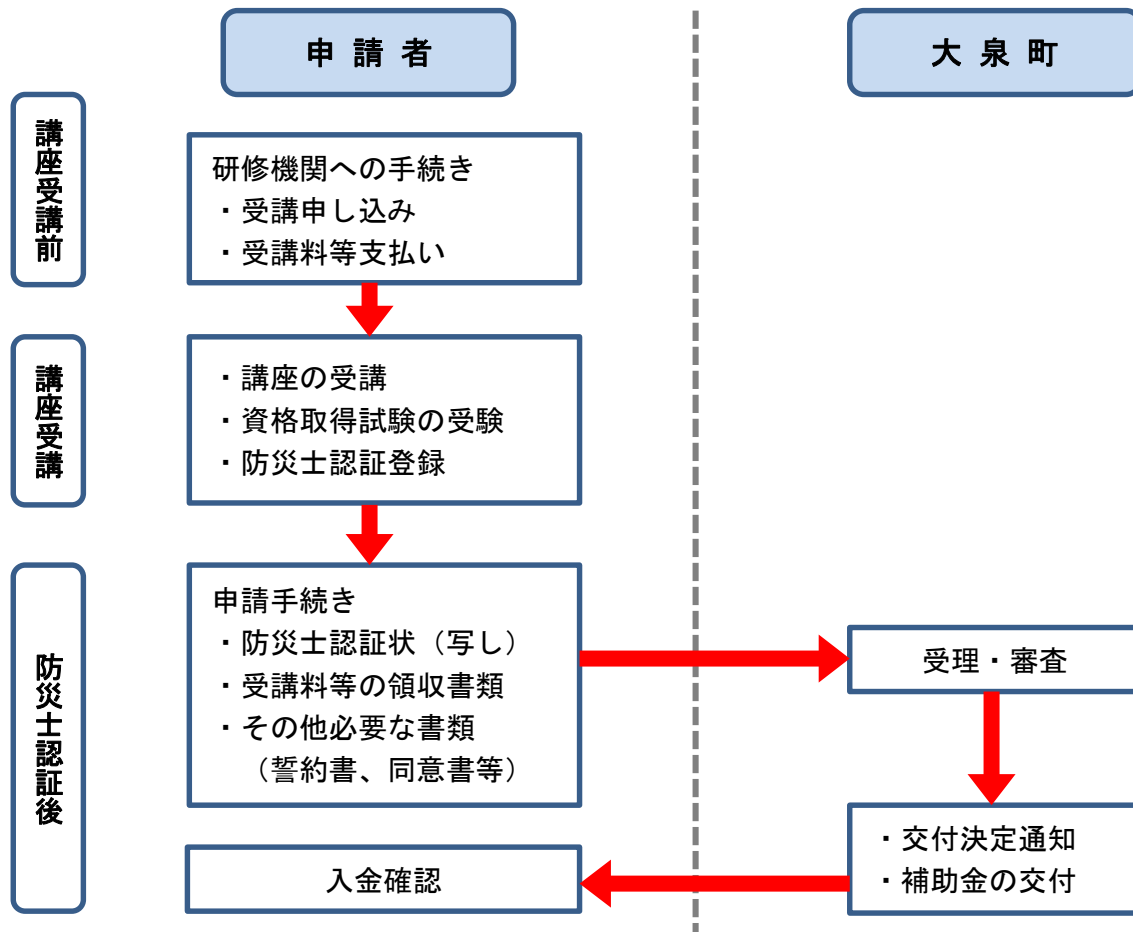 申 請 者
大 泉 町
講座受講前
研修機関への手続き
・受講申し込み
・受講料等支払い
講座受講
・講座の受講
・資格取得試験の受験
・防災士認証登録
防災士認証後
申請手続き
・防災士認証状（写し）
・受講料等の領収書類
・その他必要な書類
（誓約書、同意書等）
受理・審査
・交付決定通知
・補助金の交付
入金確認